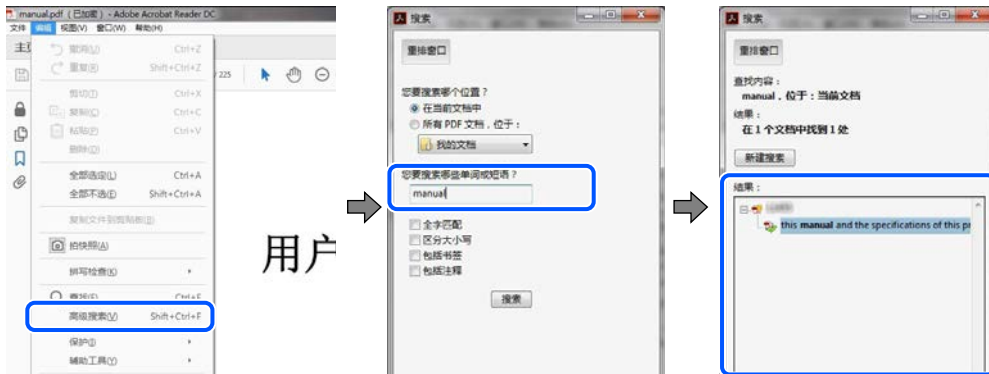 manual.pdf ( 已加密 ) - Adobe Acrobat Reader DC
文件 编辑 视图(V) 窗口(W) 帮助(H)
主页
撤消(U) Ctrl+Z
重复(R) Shift+Ctrl+Z
/ 225
剪切(T) Ctrl+X
复制(C) Ctrl+C
粘贴(P) Ctrl+V
删除(D)
全部选定(L) Ctrl+A
全部不选(E) Shift+Ctrl+A
复制文件到剪贴板(B)
拍快照(A)
拼写检查(K)
查找(F) Ctrl+F
高级搜索(V) Shift+Ctrl+F
保护(I)
辅助工具(Y)
用户
搜索
重排窗口
您要搜索哪个位置？
在当前文档中
所有 PDF 文档，位于：
我的文档
您要搜索哪些单词或短语？
manual
全字匹配
区分大小写
包括书签
包括注释
搜索
搜索
重排窗口
查找内容：
manual，位于：当前文档
结果：
在 1 个文档中找到 1 处
新建搜索
结果：
this manual and the specifications of this pr